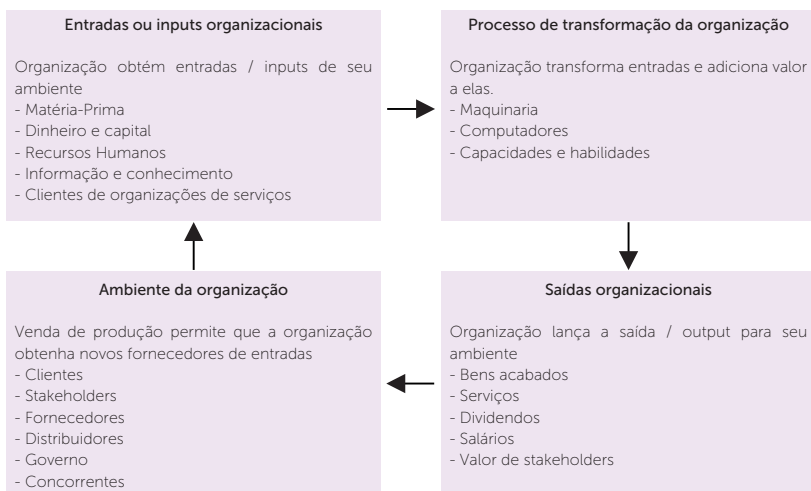 Entradas ou inputs organizacionais
Organização obtém entradas / inputs de seu
ambiente
- Matéria-Prima
- Dinheiro e capital
- Recursos Humanos
- Informação e conhecimento
- Clientes de organizações de serviços
Processo de transformação da organização
Organização transforma entradas e adiciona valor
a elas.
- Maquinaria
- Computadores
- Capacidades e habilidades
Ambiente da organização
Venda de produção permite que a organização
obtenha novos fornecedores de entradas
- Clientes
- Stakeholders
- Fornecedores
- Distribuidores
- Governo
- Concorrentes
Saídas organizacionais
Organização lança a saída / output para seu
ambiente
- Bens acabados
- Serviços
- Dividendos
- Salários
- Valor de stakeholders